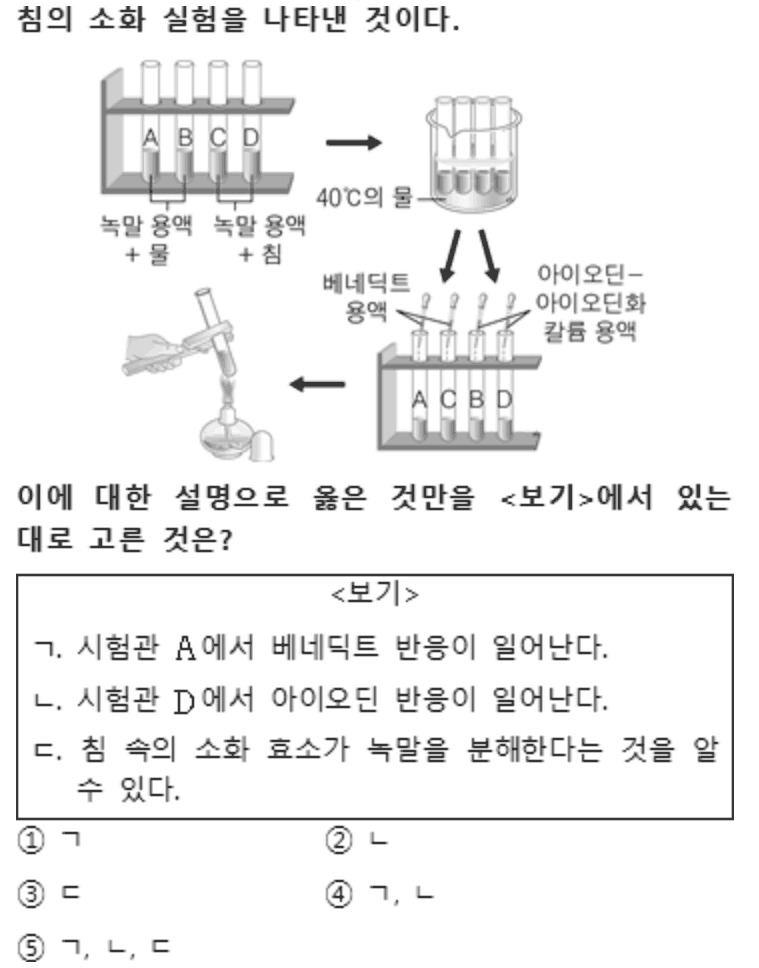 침의 소화 실험을 나타낸 것이다.
A B C D
녹말 용액 + 물
녹말 용액 + 침
40℃의 물
베네딕트 용액
아이오딘-아이오딘화 칼륨 용액
A C B D
이에 대한 설명으로 옳은 것만을 <보기>에서 있는
대로 고른 것은?
<보기>
ㄱ. 시험관 A에서 베네딕트 반응이 일어난다.
ㄴ. 시험관 D에서 아이오딘 반응이 일어난다.
ㄷ. 침 속의 소화 효소가 녹말을 분해한다는 것을 알
수 있다.
① ㄱ ② ㄴ
③ ㄷ ④ ㄱ, ㄴ
⑤ ㄱ, ㄴ, ㄷ